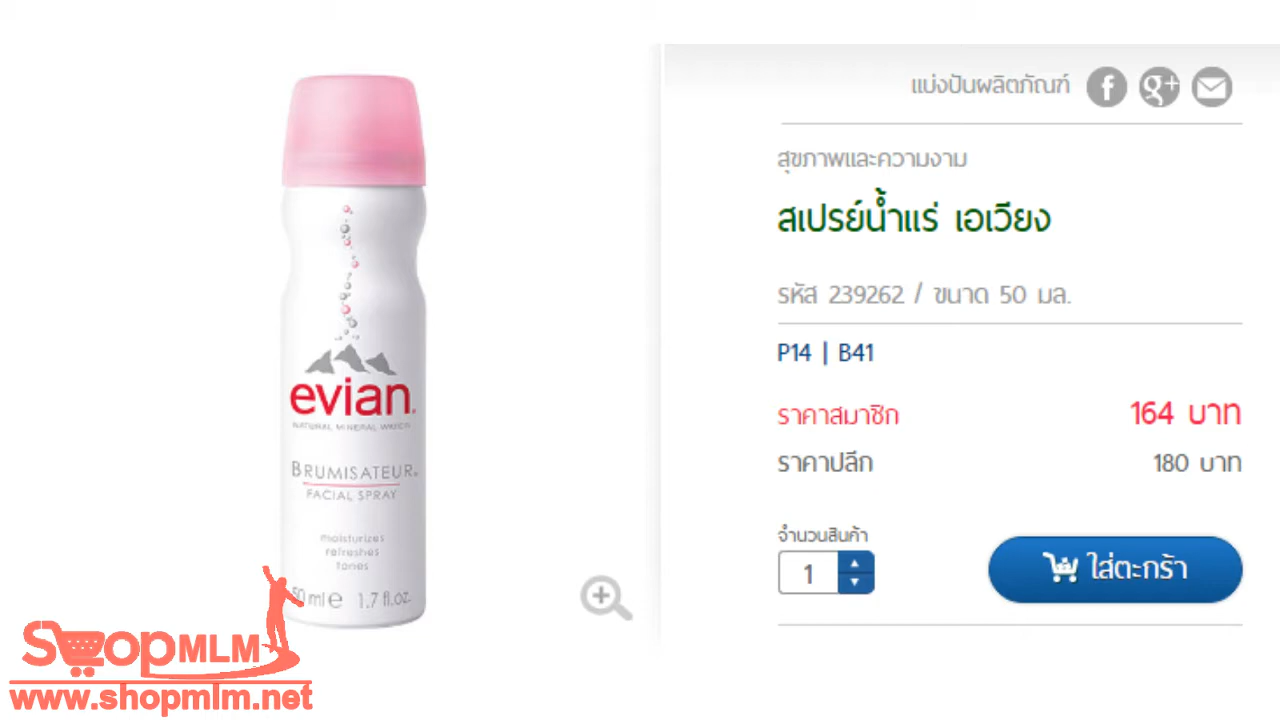 evian.
NATURAL MINERAL WATER
BRUMISATEUR
FACIAL SPRAY
moisturizes
refreshes
tones
50 ml e 1.7 fl.oz.
SHOPMLM
www.shopmlm.net
แบ่งปันผลิตภัณฑ์ f g+
สุขภาพและความงาม
สเปรย์น้ำแร่ เอเวียง
รหัส 239262 / ขนาด 50 มล.
P14 | B41
ราคาสมาชิก 164 บาท
ราคาปลีก 180 บาท
จำนวนสินค้า
1
ใส่ตะกร้า